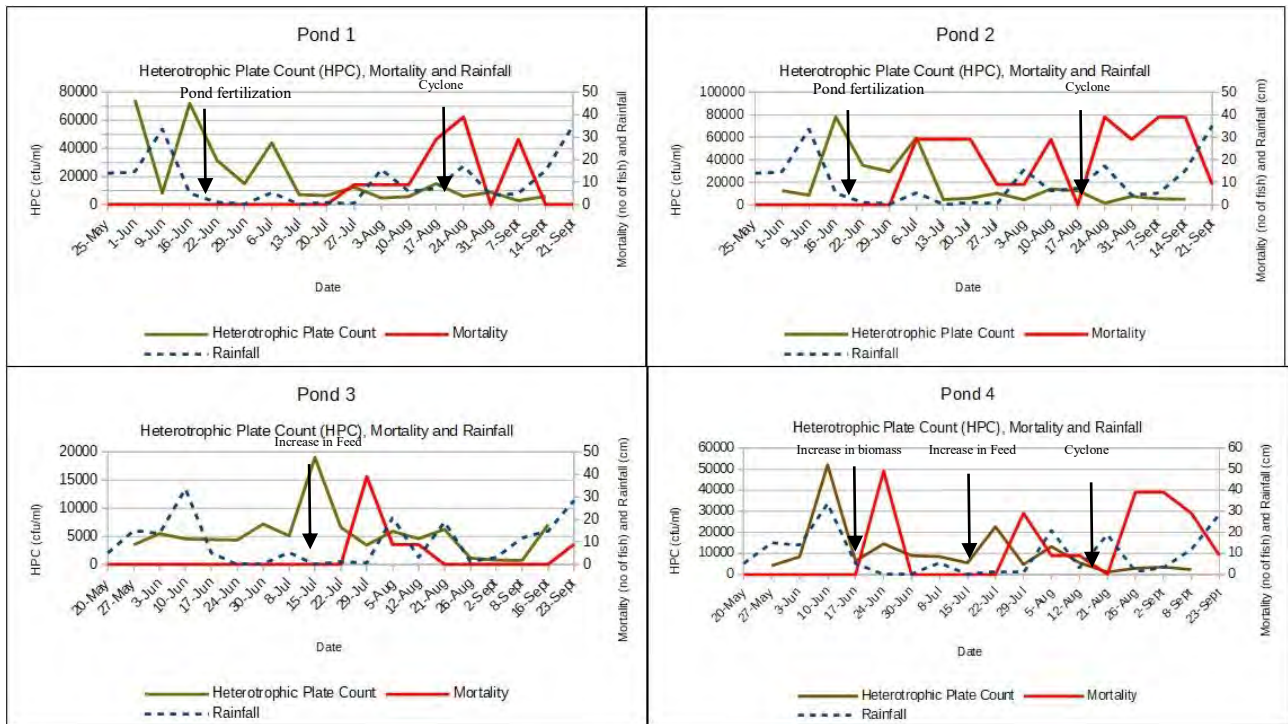 Pond 1
Heterotrophic Plate Count (HPC), Mortality and Rainfall
Pond fertilization
Cyclone
80000
70000
60000
50000
40000
30000
20000
10000
0
50
40
30
20
10
0
HPC (cfu/ml)
Mortality (no of fish) and Rainfall
25-May
1-Jun
9-Jun
16-Jun
22-Jun
29-Jun
6-Jul
13-Jul
20-Jul
27-Jul
3-Aug
10-Aug
17-Aug
24-Aug
31-Aug
7-Sept
14-Sept
21-Sept
Date
Heterotrophic Plate Count
Mortality
Rainfall
Pond 2
Heterotrophic Plate Count (HPC), Mortality and Rainfall
Pond fertilization
Cyclone
100000
80000
60000
40000
20000
0
50
40
30
20
10
0
HPC (cfu/ml)
Mortality (no of fish) and Rainfall (cm)
25-May
1-Jun
9-Jun
16-Jun
22-Jun
29-Jun
6-Jul
13-Jul
20-Jul
27-Jul
3-Aug
10-Aug
17-Aug
24-Aug
31-Aug
7-Sept
14-Sept
21-Sept
Date
Heterotrophic Plate Count
Mortality
Rainfall
Pond 3
Heterotrophic Plate Count (HPC), Mortality and Rainfall
Increase in Feed
20000
15000
10000
5000
0
50
40
30
20
10
0
HPC (cfu/ml)
Mortality (no of fish) and Rainfall (cm)
20-May
27-May
3-Jun
10-Jun
17-Jun
24-Jun
30-Jun
8-Jul
15-Jul
22-Jul
29-Jul
5-Aug
12-Aug
21-Aug
26-Aug
2-Sept
8-Sept
16-Sept
23-Sept
Date
Heterotrophic Plate Count
Mortality
Rainfall
Pond 4
Heterotrophic Plate Count (HPC), Mortality and Rainfall
Increase in biomass
Increase in Feed
Cyclone
60000
50000
40000
30000
20000
10000
0
60
50
40
30
20
10
0
HPC (cfu/ml)
Mortality (no of fish) and Rainfall (cm)
20-May
27-May
3-Jun
10-Jun
17-Jun
24-Jun
30-Jun
8-Jul
15-Jul
22-Jul
29-Jul
5-Aug
12-Aug
21-Aug
26-Aug
2-Sept
8-Sept
23-Sept
Date
Heterotrophic Plate Count
Mortality
Rainfall